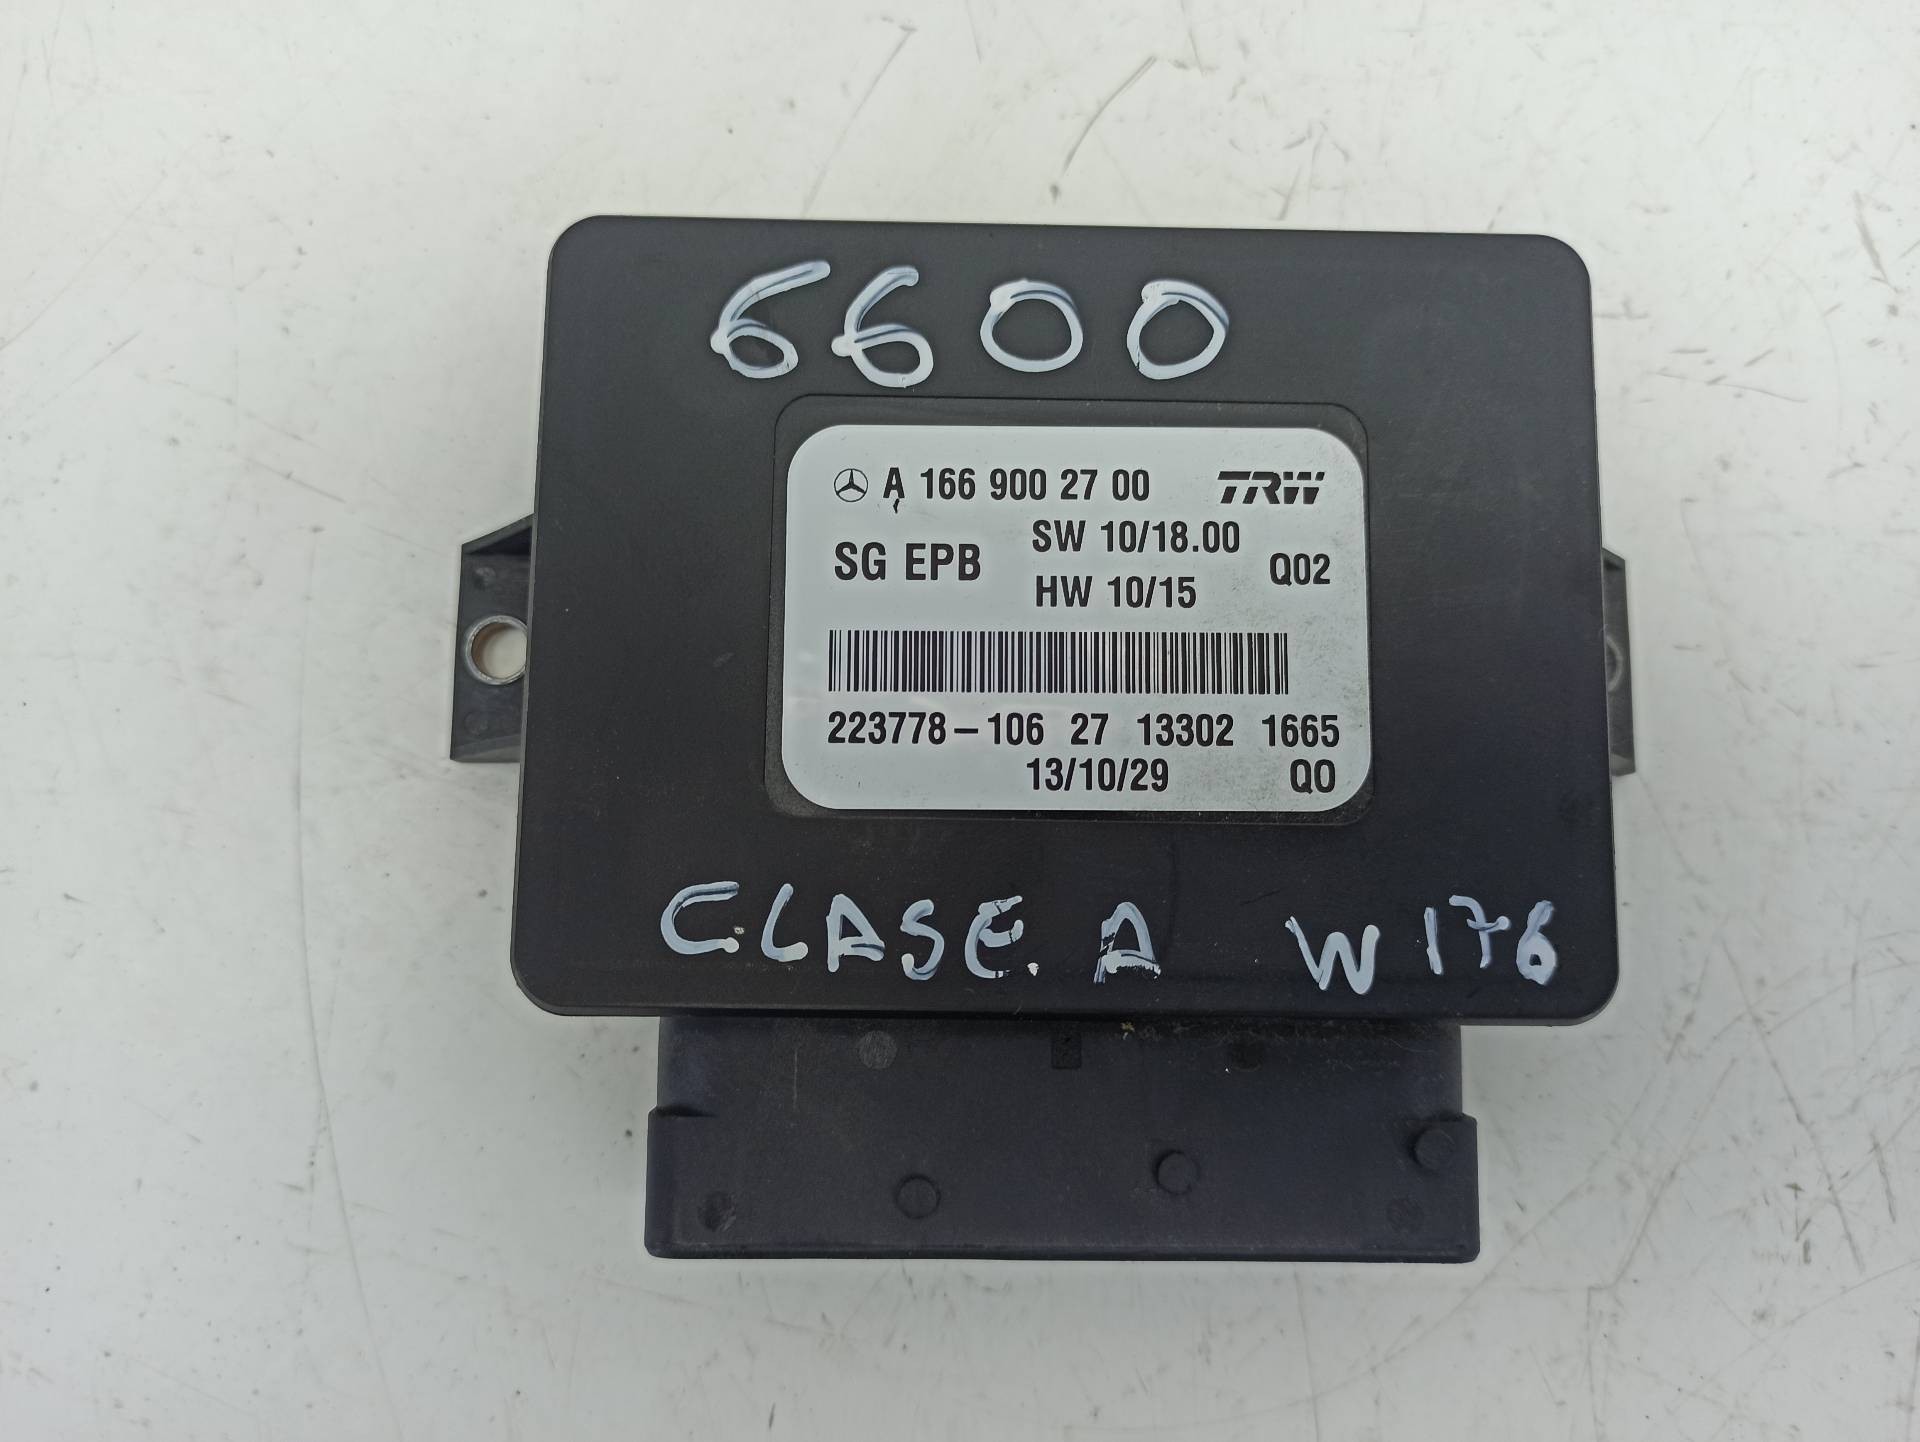 6600
A 166 900 27 00 TRW
SG EPB SW 10/18.00 Q02
HW 10/15
223778-106 27 13302 1665
13/10/29 QO
CLASE A W176